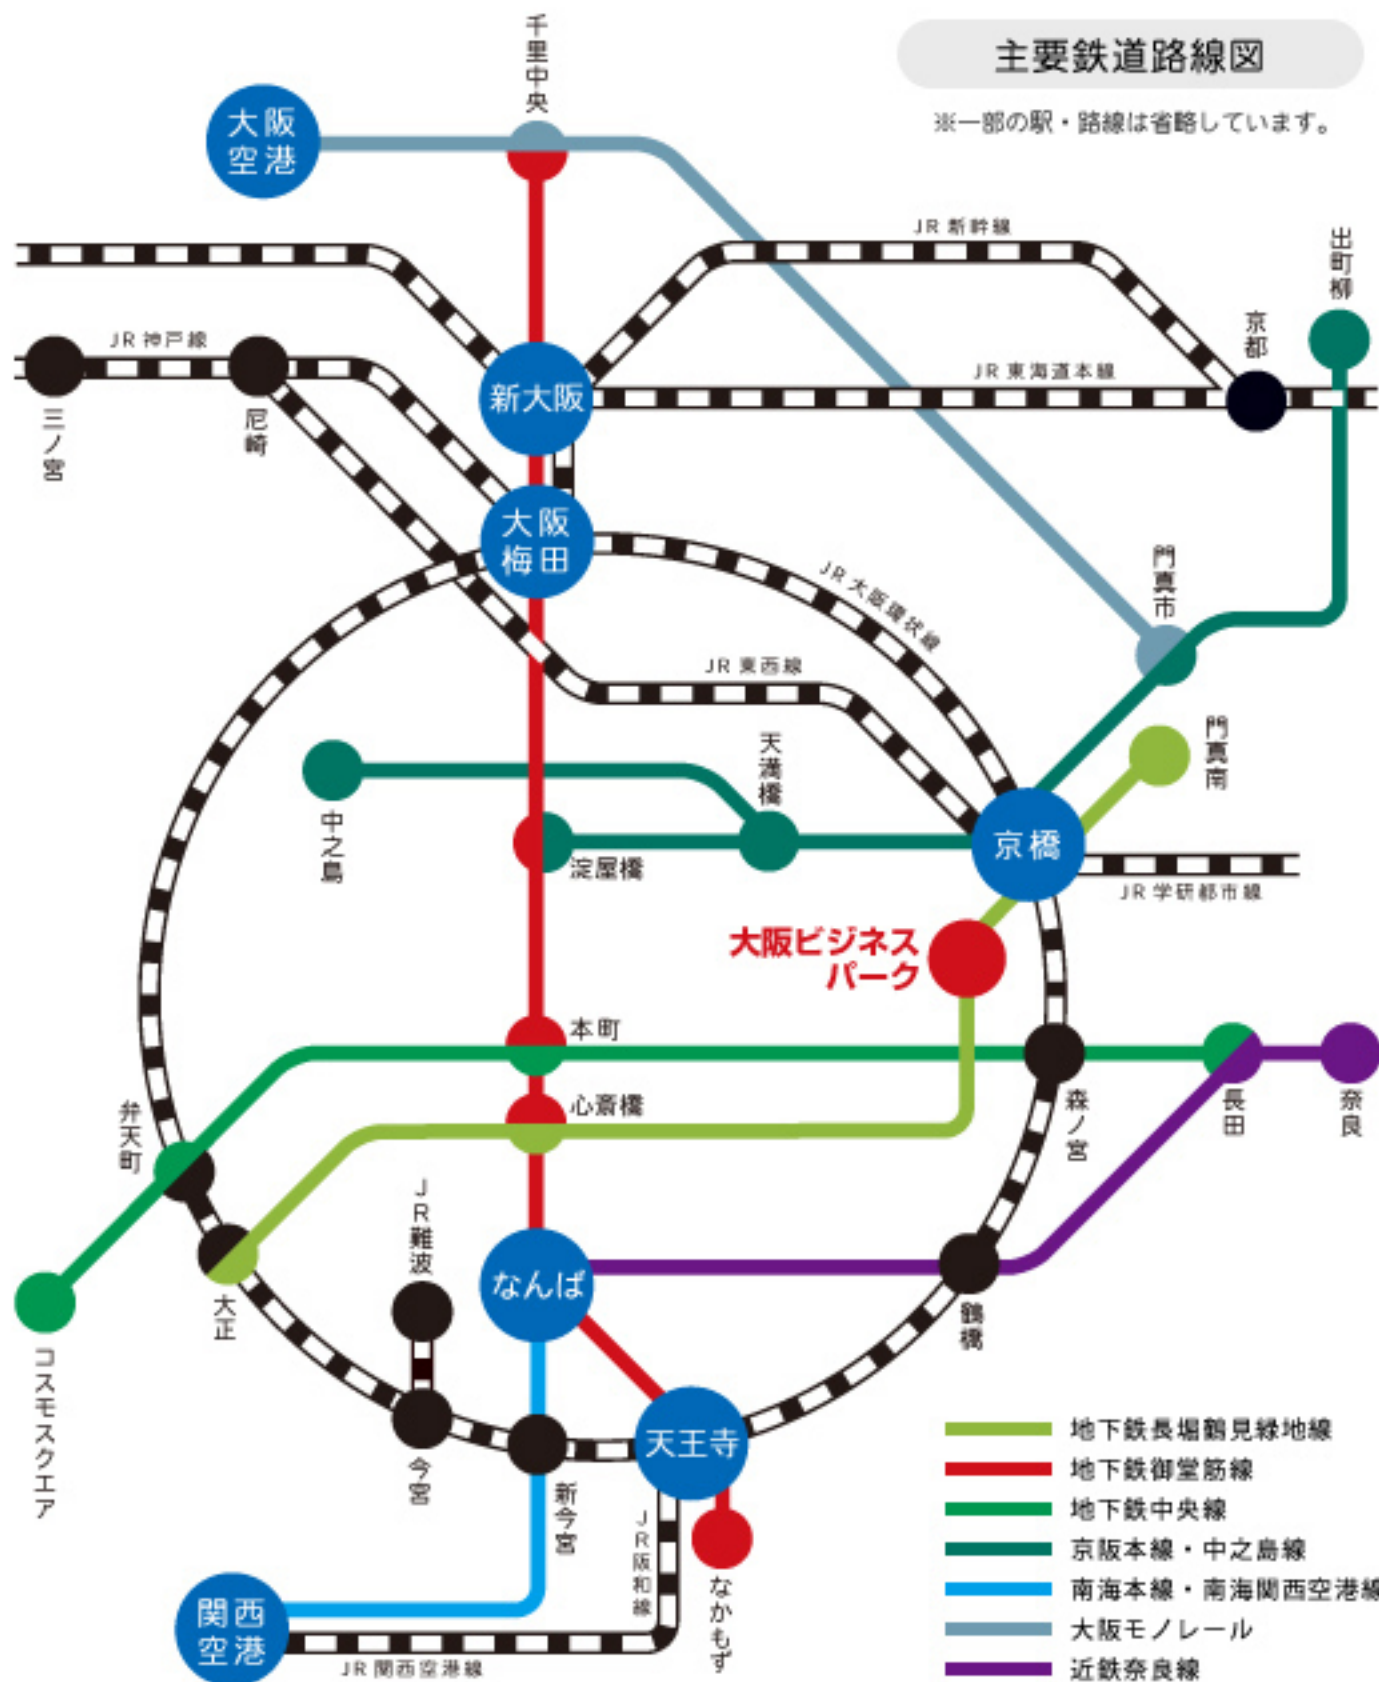 主要鉄道路線図
※一部の駅・路線は省略しています。
千里中央
大阪
空港
JR新幹線
出町柳
京都
JR神戸線
JR東海道本線
三ノ宮
尼崎
新大阪
大阪
梅田
JR大阪環状線
門真市
JR東西線
門真南
天満橋
中之島
淀屋橋
京橋
JR学研都市線
大阪ビジネス
パーク
本町
心斎橋
森ノ宮
長田
奈良
弁天町
大正
JR難波
なんば
鶴橋
コスモスクエア
今宮
新今宮
天王寺
JR阪和線
なかもず
関西
空港
JR関西空港線
地下鉄長堀鶴見緑地線
地下鉄御堂筋線
地下鉄中央線
京阪本線・中之島線
南海本線・南海関西空港線
大阪モノレール
近鉄奈良線